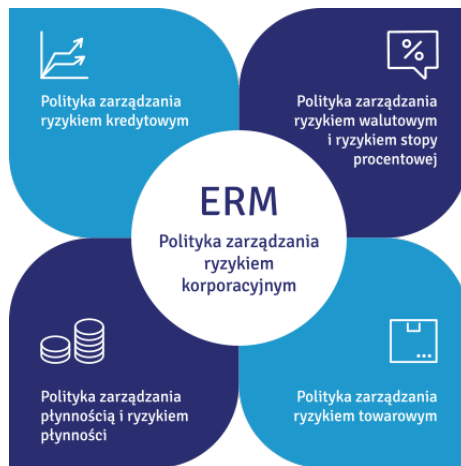 Polityka zarządzania
ryzykiem kredytowym
%
Polityka zarządzania
ryzykiem walutowym
i ryzykiem stopy
procentowej
ERM
Polityka zarządzania
ryzykiem
korporacyjnym
Polityka zarządzania
płynnością i ryzykiem
płynności
Polityka zarządzania
ryzykiem towarowym